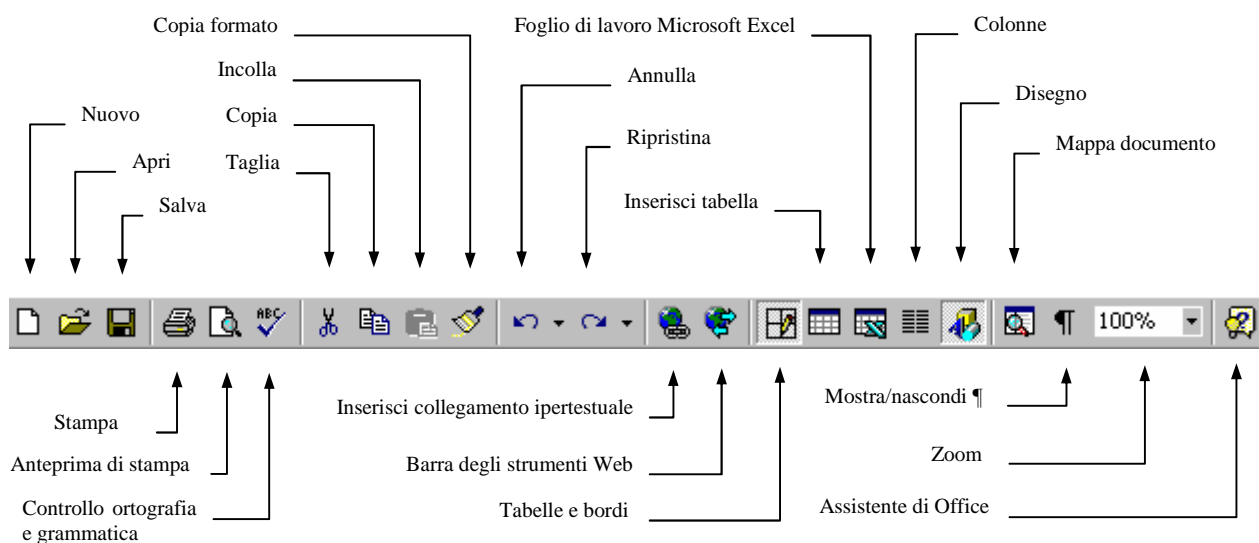 Copia formato
Foglio di lavoro Microsoft Excel
Colonne
Incolla
Annulla
Disegno
Nuovo
Copia
Ripristina
Mappa documento
Apri
Taglia
Salva
Inserisci tabella
ABC
¶
100%
Stampa
Inserisci collegamento ipertestuale
Mostra/nascondi ¶
Anteprima di stampa
Barra degli strumenti Web
Zoom
Controllo ortografia
e grammatica
Tabelle e bordi
Assistente di Office